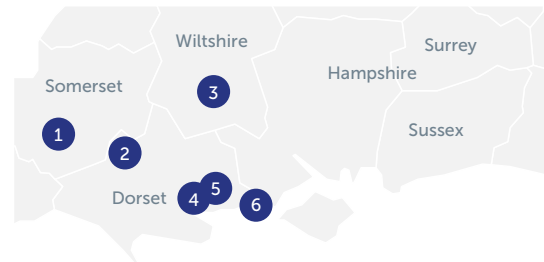 Wiltshire
Surrey
Hampshire
Somerset
3
Sussex
1
2
Dorset
4
5
6